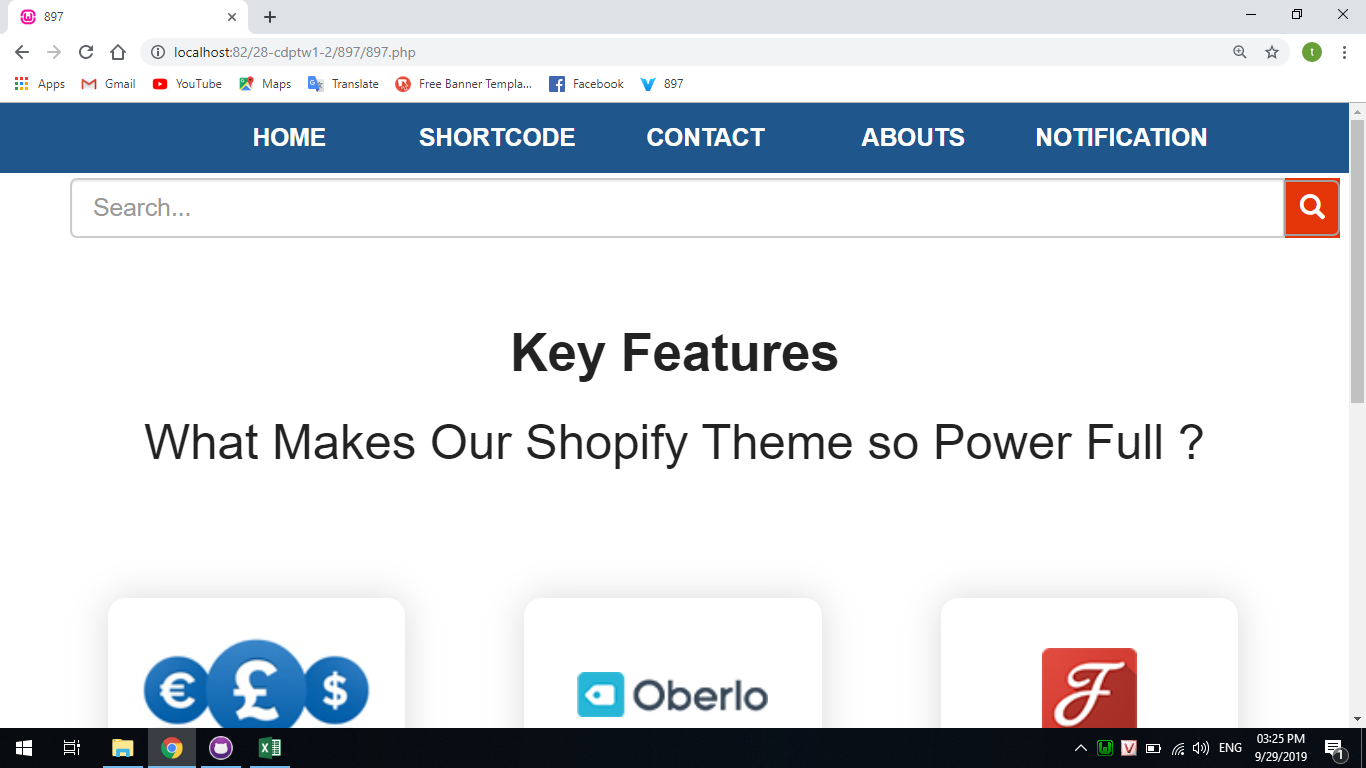 897
localhost:82/28-cdptw1-2/897/897.php
t
Apps Gmail YouTube Maps Translate Free Banner Templa... Facebook 897
HOME SHORTCODE CONTACT ABOUTS NOTIFICATION
Search...
Key Features
What Makes Our Shopify Theme so Power Full ?
€ £ $
Oberlo
F
ENG
03:25 PM
9/29/2019
1